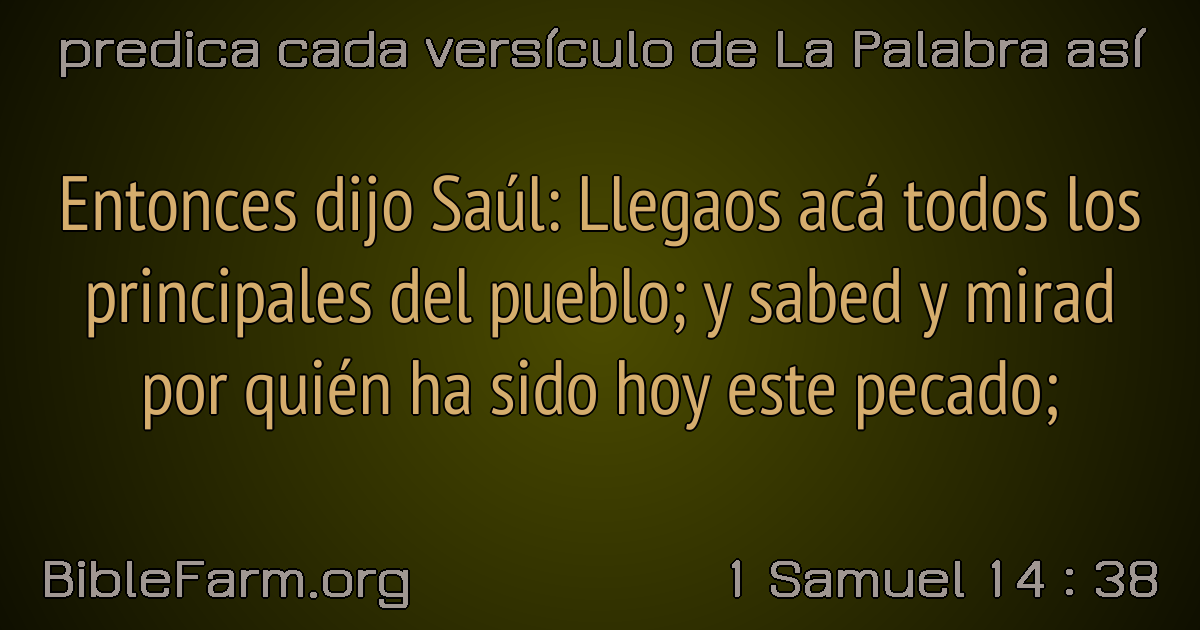 predica cada versículo de La Palabra así
Entonces dijo Saúl: Llegaos acá todos los
principales del pueblo; y sabed y mirad
por quién ha sido hoy este pecado;
BibleFarm.org
1 Samuel 14 : 38